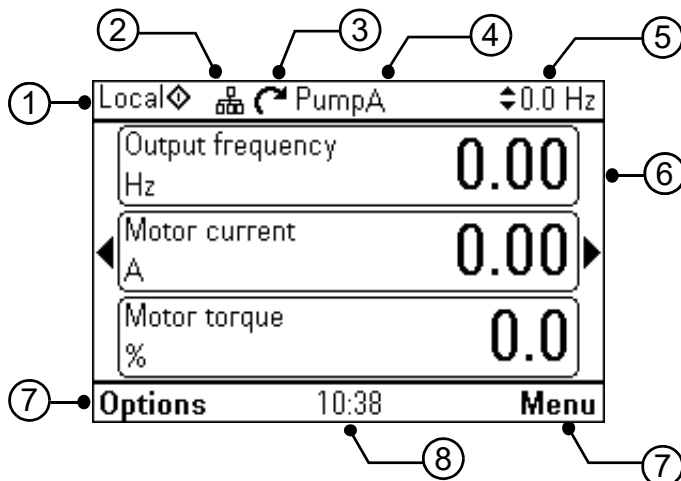 2 3 4 5
1 Local PumpA 0.0 Hz
Output frequency
Hz 0.00
6
Motor current
A 0.00
Motor torque
% 0.0
7 Options 10:38 Menu
8 7